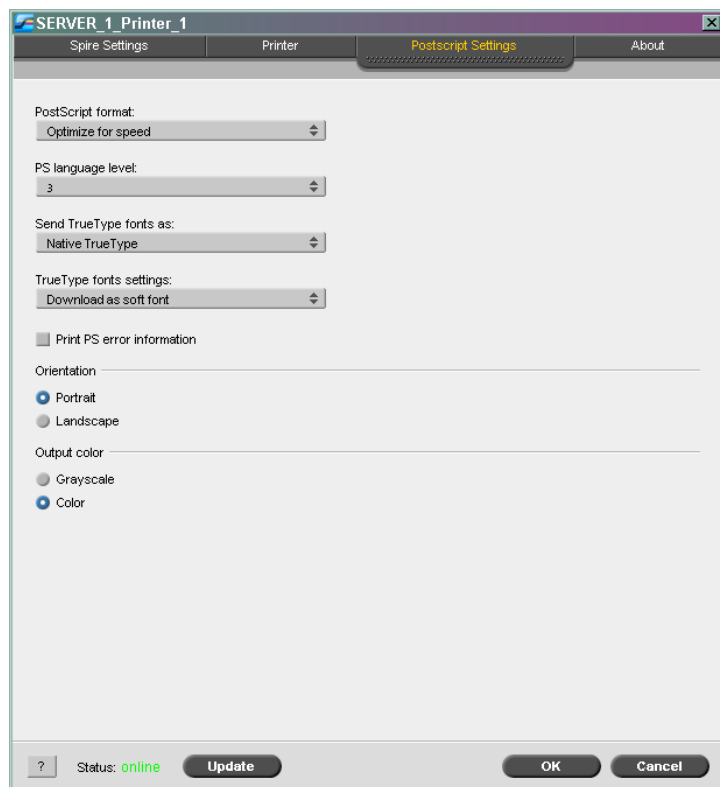 SERVER_1_Printer_1
Spire Settings Printer Postscript Settings About
PostScript format:
Optimize for speed
PS language level:
3
Send TrueType fonts as:
Native TrueType
TrueType fonts settings:
Download as soft font
Print PS error information
Orientation
Portrait
Landscape
Output color
Grayscale
Color
? Status: online Update OK Cancel